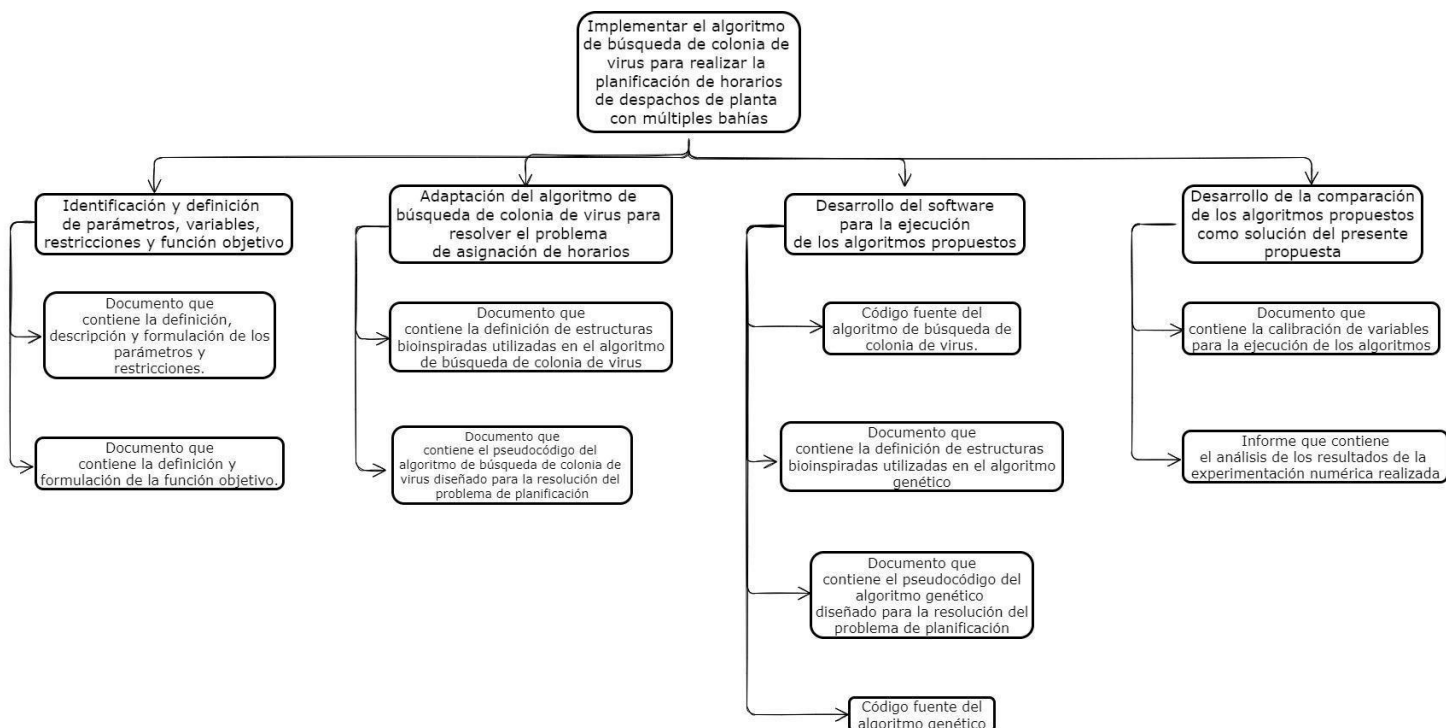 Implementar el algoritmo
de búsqueda de colonia de
virus para realizar la
planificación de horarios
de despachos de planta
con múltiples bahías
Identificación y definición
de parámetros, variables,
restricciones y función objetivo
Documento que
contiene la definición,
descripción y formulación de los
parámetros y
restricciones.
Documento que
contiene la definición y
formulación de la función objetivo.
Adaptación del algoritmo de
búsqueda de colonia de virus para
resolver el problema
de asignación de horarios
Documento que
contiene la definición de estructuras
bioinspiradas utilizadas en el algoritmo
de búsqueda de colonia de virus
Documento que
contiene el pseudocódigo del
algoritmo de búsqueda de colonia de
virus diseñado para la resolución del
problema de planificación
Desarrollo del software
para la ejecución
de los algoritmos propuestos
Código fuente del
algoritmo de búsqueda de
colonia de virus.
Documento que
contiene la definición de estructuras
bioinspiradas utilizadas en el algoritmo
genético
Documento que
contiene el pseudocódigo del
algoritmo genético
diseñado para la resolución del
problema de planificación
Código fuente del
algoritmo genético
Desarrollo de la comparación
de los algoritmos propuestos
como solución del presente
propuesta
Documento que
contiene la calibración de variables
para la ejecución de los algoritmos
Informe que contiene
el análisis de los resultados de la
experimentación numérica realizada